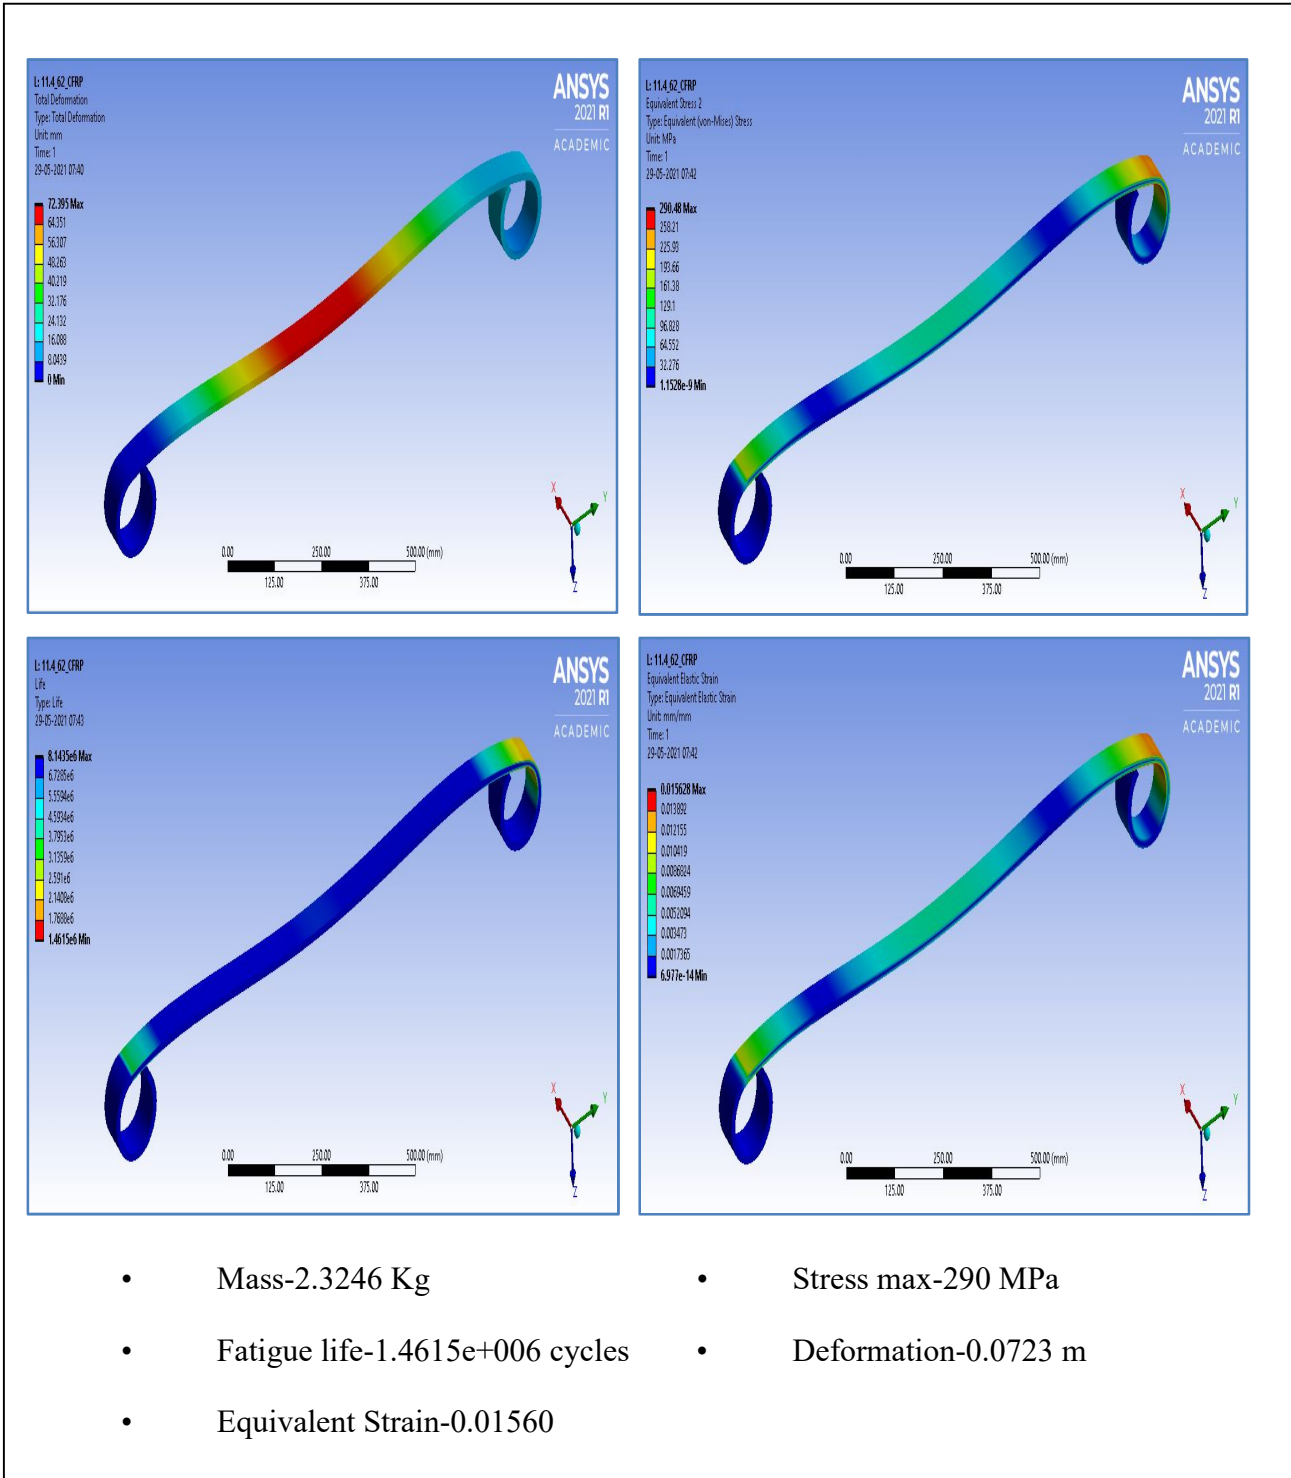 L: 11.4_62_CFRP
Total Deformation
Type: Total Deformation
Unit: mm
Time: 1
29-05-2021 07:40
ANSYS
2021 R1
ACADEMIC
72.395 Max
64.351
56.307
48.263
40.219
32.176
24.132
16.088
8.0439
0 Min
X
Y
Z
0.00
250.00
500.00 (mm)
125.00
375.00
L: 11.4_62_CFRP
Equivalent Stress 2
Type: Equivalent (von-Mises) Stress
Unit: MPa
Time: 1
29-05-2021 07:42
ANSYS
2021 R1
ACADEMIC
290.48 Max
258.21
225.93
193.66
161.38
129.1
96.828
64.552
32.276
1.1528e-9 Min
X
Y
Z
0.00
250.00
500.00 (mm)
125.00
375.00
L: 11.4_62_CFRP
Life
Type: Life
29-05-2021 07:43
ANSYS
2021 R1
ACADEMIC
8.1435e6 Max
6.7285e6
5.5594e6
4.5934e6
3.7953e6
3.1359e6
2.591e6
2.1408e6
1.7688e6
1.4615e6 Min
X
Y
Z
0.00
250.00
500.00 (mm)
125.00
375.00
L: 11.4_62_CFRP
Equivalent Elastic Strain
Type: Equivalent Elastic Strain
Unit: mm/mm
Time: 1
29-05-2021 07:42
ANSYS
2021 R1
ACADEMIC
0.015628 Max
0.013892
0.012155
0.010419
0.0086824
0.0069459
0.0052094
0.003473
0.0017365
6.977e-14 Min
X
Y
Z
0.00
250.00
500.00 (mm)
125.00
375.00
• Mass-2.3246 Kg
• Fatigue life-1.4615e+006 cycles
• Equivalent Strain-0.01560
• Stress max-290 MPa
• Deformation-0.0723 m